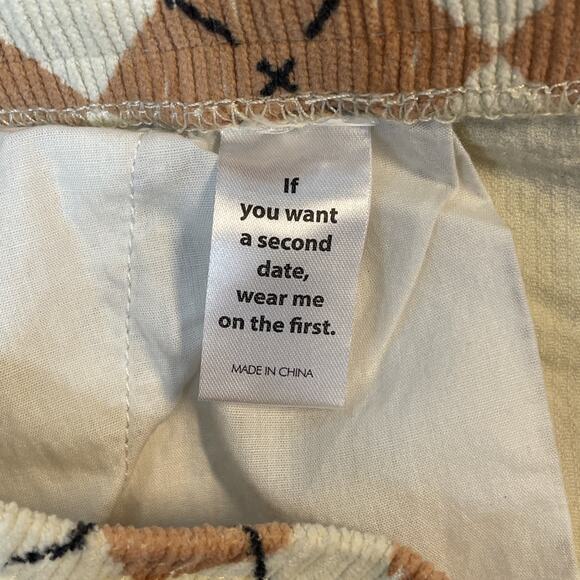 If
you want
a second
date,
wear me
on the first.
MADE IN CHINA